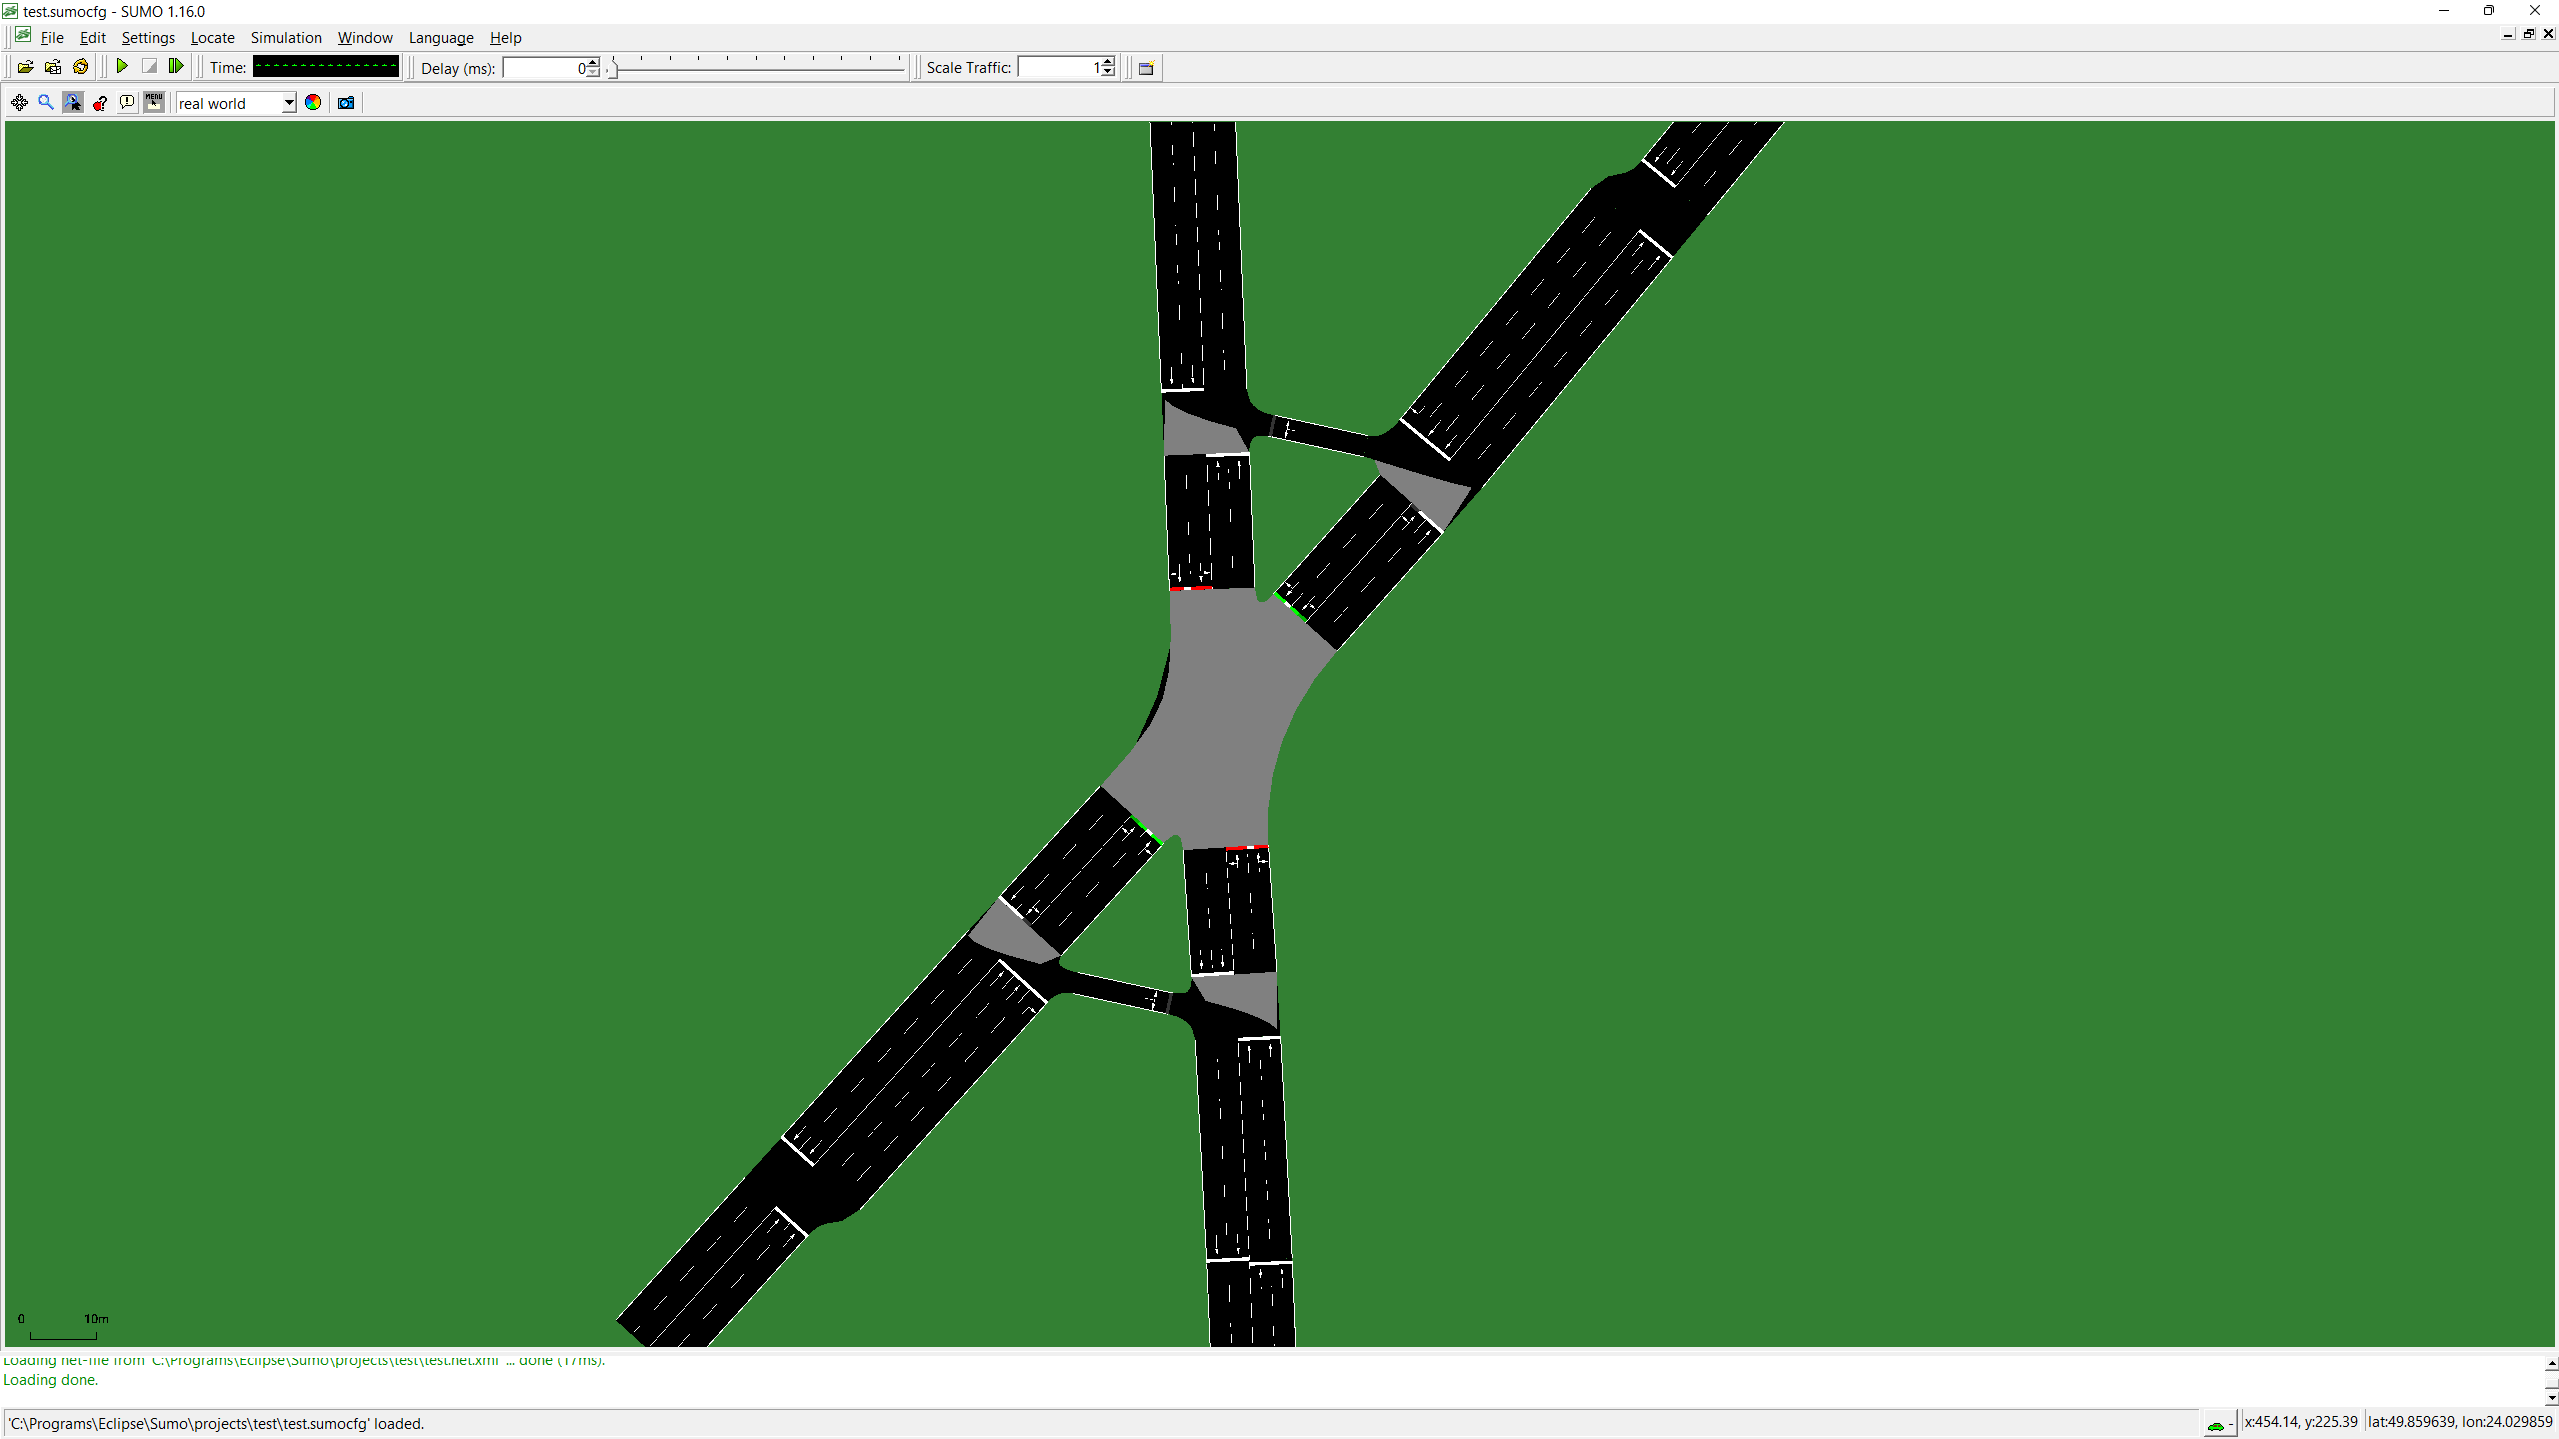 test.sumocfg - SUMO 1.16.0
File Edit Settings Locate Simulation Window Language Help
Time: Delay (ms): 0 Scale Traffic: 1
MENU real world
0 10m
Loading net-file from 'C:\Programs\Eclipse\Sumo\projects\test\test.net.xml' ... done (17ms).
Loading done.
'C:\Programs\Eclipse\Sumo\projects\test\test.sumocfg' loaded. - x:454.14, y:225.39 lat:49.859639, lon:24.029859